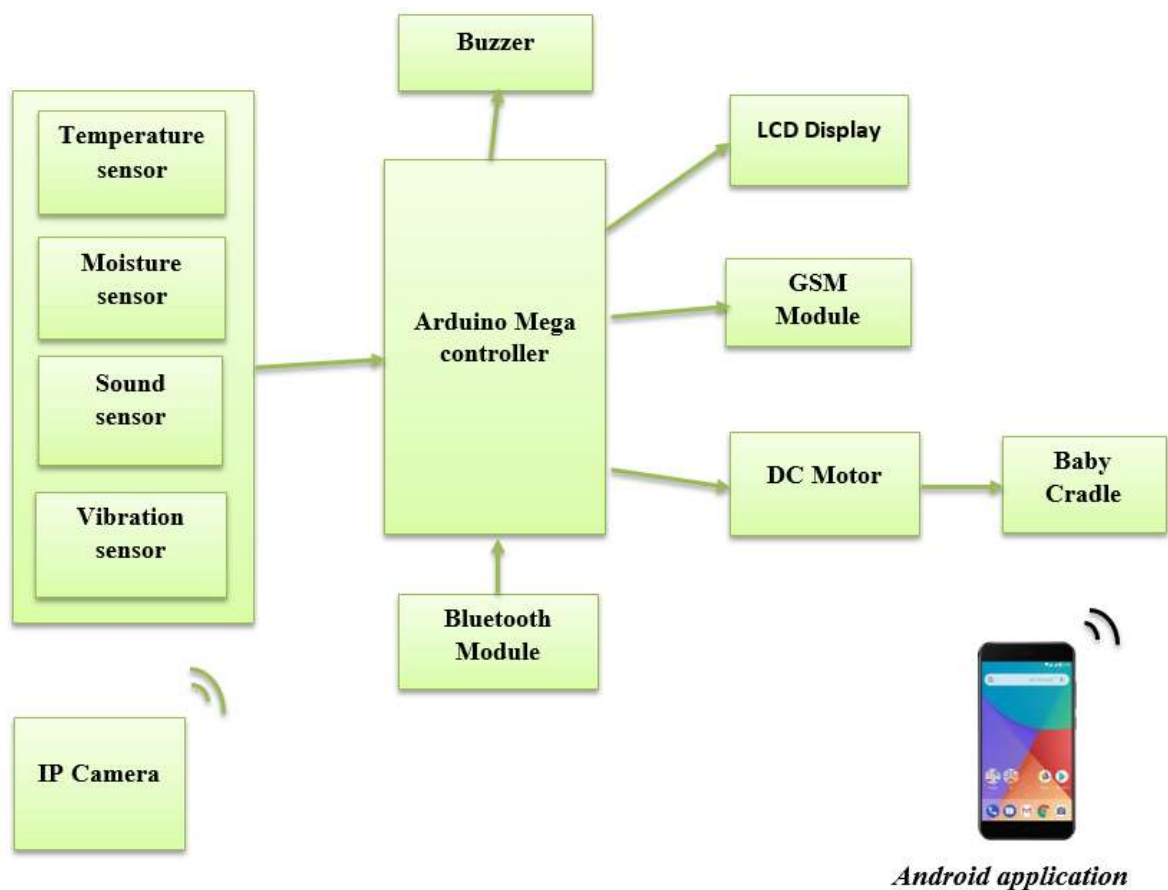 Buzzer
Temperature
sensor
Moisture
sensor
Sound
sensor
Vibration
sensor
Arduino Mega
controller
LCD Display
GSM
Module
DC Motor
Baby
Cradle
Bluetooth
Module
IP Camera
Android application